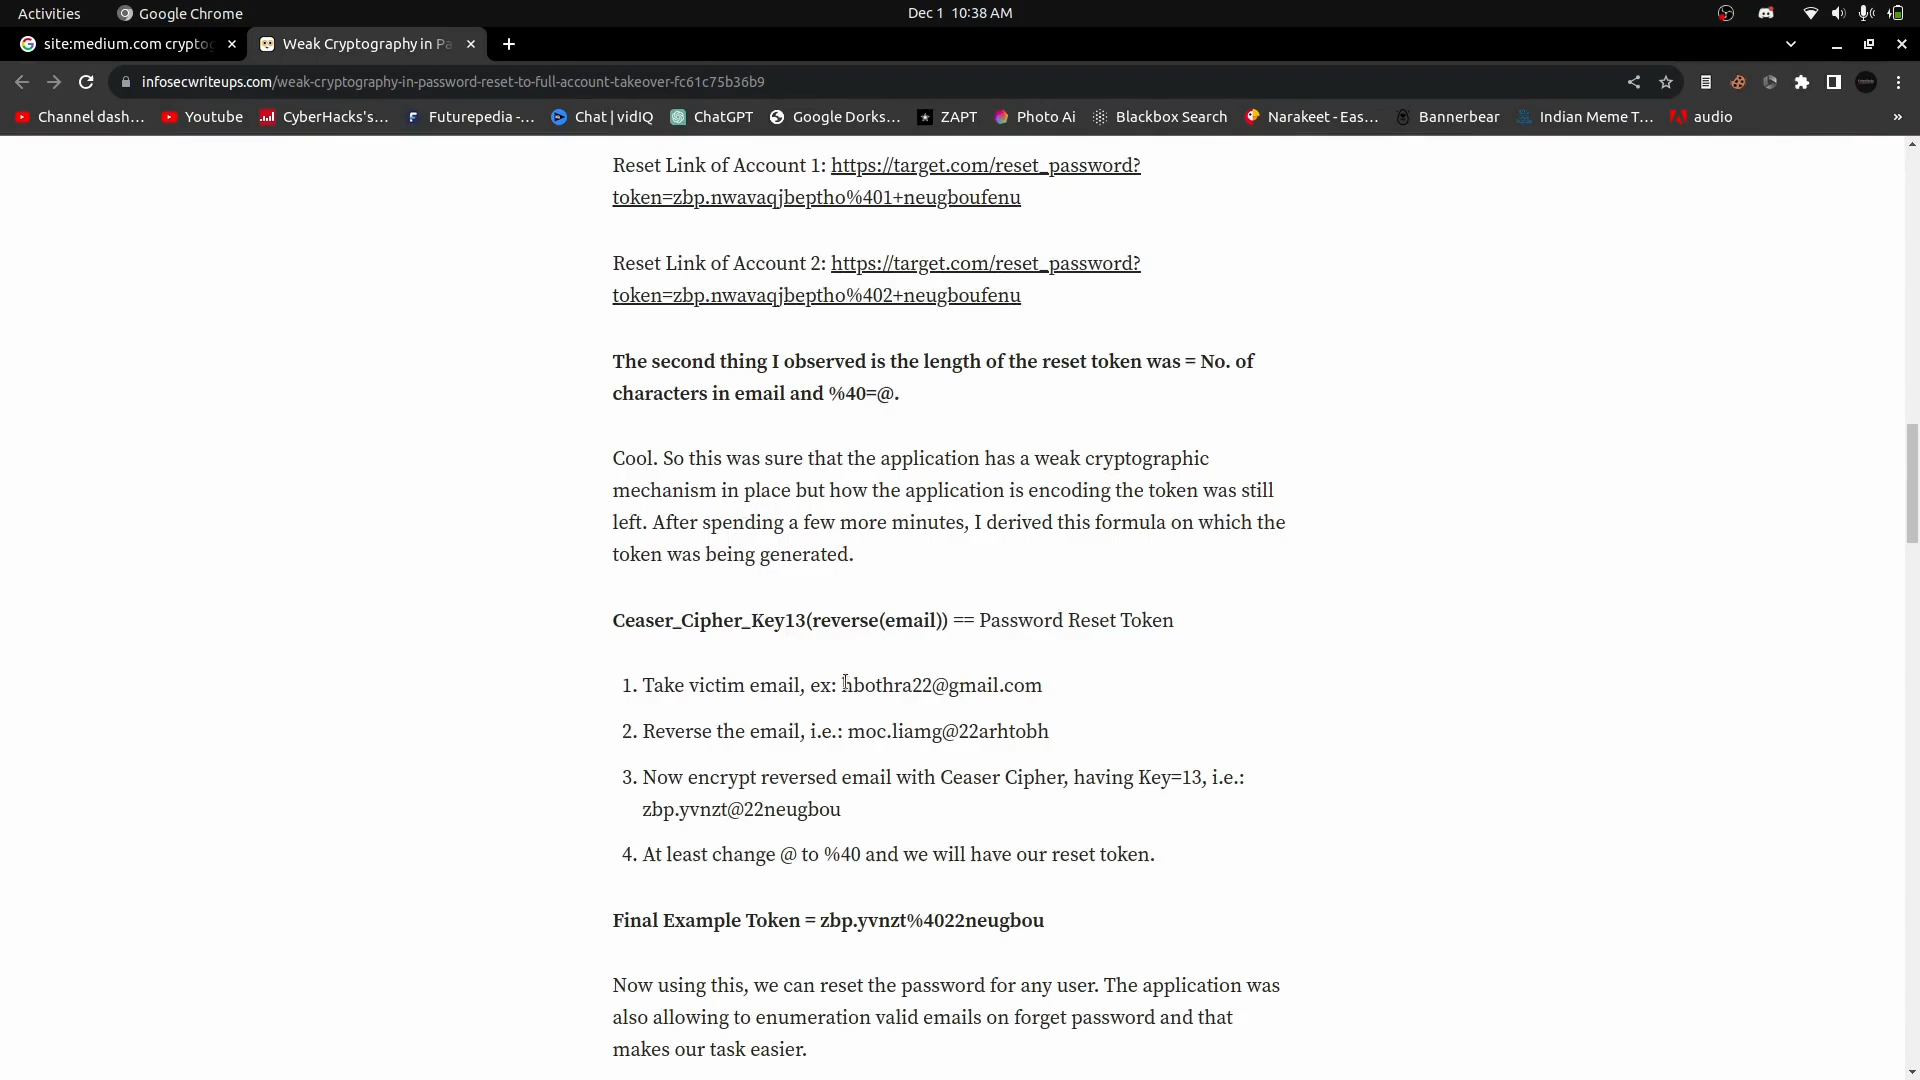 Activities
Google Chrome
Dec 1 10:38 AM
site:medium.com crypto
Weak Cryptography in Pa
infosecwriteups.com/weak-cryptography-in-password-reset-to-full-account-takeover-fc61c75b36b9
Channel dash...
YouTube
CyberHacks's...
Futurepedia -...
Chat | vidIQ
ChatGPT
Google Dorks...
ZAPT
Photo Ai
Blackbox Search
Narakeet - Eas...
Bannerbear
Indian Meme T...
audio
»
Reset Link of Account 1: https://target.com/reset_password?
token=zbp.nwavaqjbeptho%401+neugboufenu
Reset Link of Account 2: https://target.com/reset_password?
token=zbp.nwavaqjbeptho%402+neugboufenu
The second thing I observed is the length of the reset token was = No. of
characters in email and %40=@.
Cool. So this was sure that the application has a weak cryptographic
mechanism in place but how the application is encoding the token was still
left. After spending a few more minutes, I derived this formula on which the
token was being generated.
Ceaser_Cipher_Key13(reverse(email)) == Password Reset Token
1. Take victim email, ex: hbothra22@gmail.com
2. Reverse the email, i.e.: moc.liamg@22arhtobh
3. Now encrypt reversed email with Ceaser Cipher, having Key=13, i.e.:
zbp.yvnzt@22neugbou
4. At least change @ to %40 and we will have our reset token.
Final Example Token = zbp.yvnzt%4022neugbou
Now using this, we can reset the password for any user. The application was
also allowing to enumeration valid emails on forget password and that
makes our task easier.